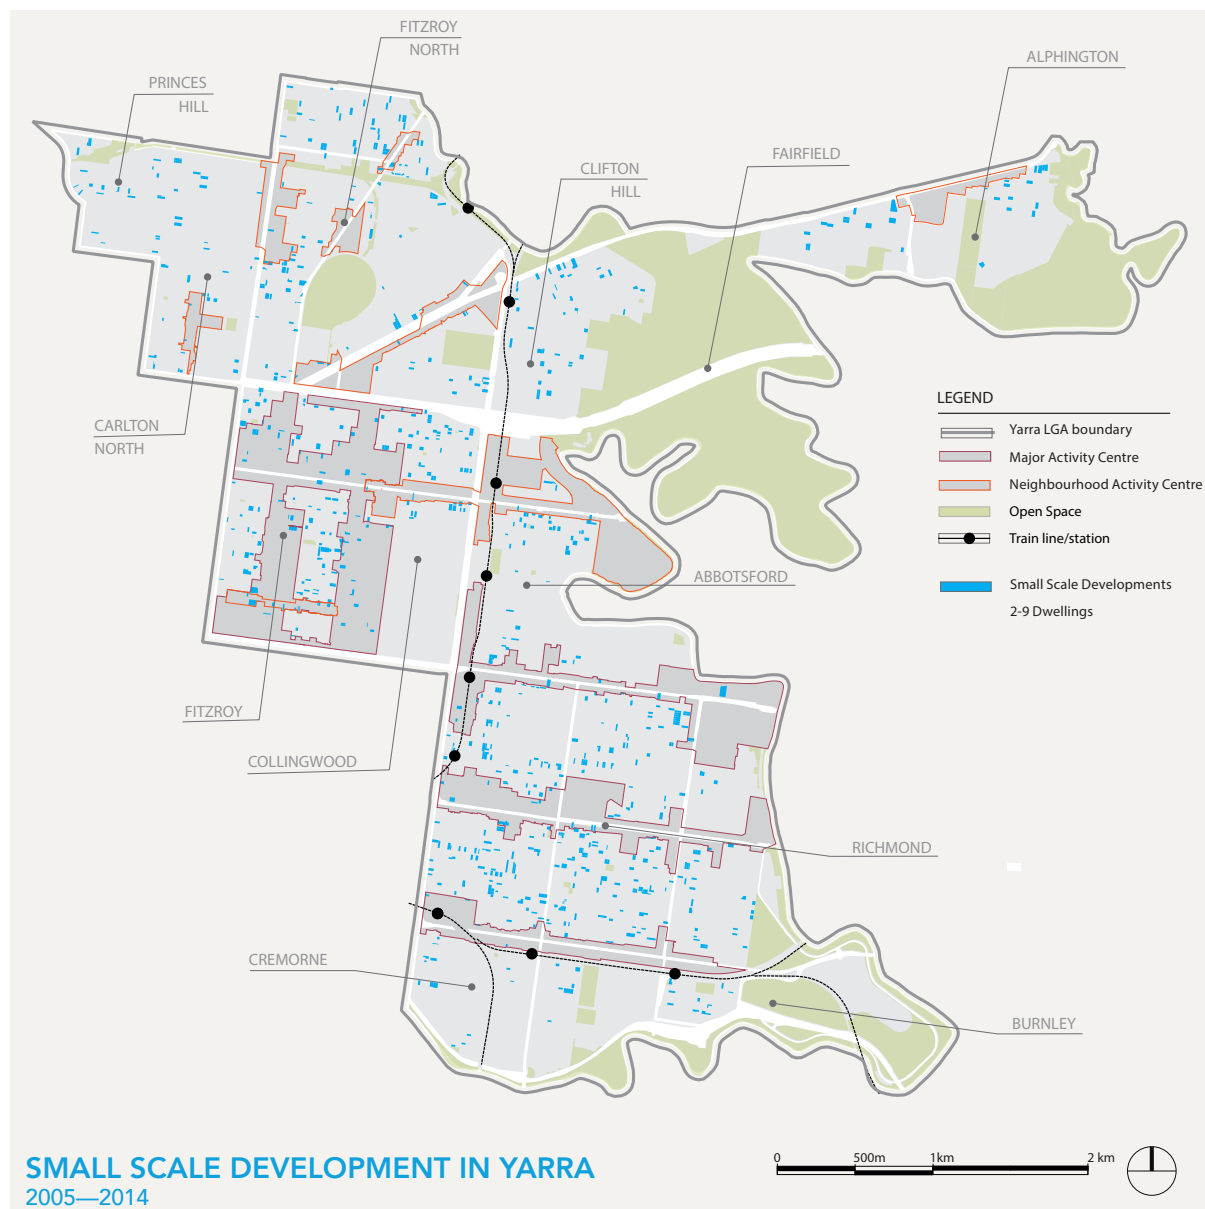 FITZROY
NORTH
PRINCES
HILL
ALPHINGTON
CLIFTON
HILL
FAIRFIELD
CARLTON
NORTH
LEGEND
Yarra LGA boundary
Major Activity Centre
Neighbourhood Activity Centre
Open Space
Train line/station
Small Scale Developments
2-9 Dwellings
ABBOTSFORD
FITZROY
COLLINGWOOD
RICHMOND
CREMORNE
BURNLEY
SMALL SCALE DEVELOPMENT IN YARRA
2005—2014
0 500m 1km 2 km